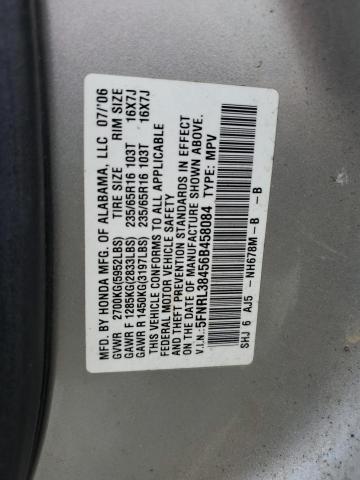 MFD. BY HONDA MFG. OF ALABAMA, LLC 07/'06
GVWR 2700KG(5952LBS) TIRE SIZE RIM SIZE
GAWR F 1285KG(2833LBS) 235/65R16 103T 16X7J
GAWR R 1450KG(3197LBS) 235/65R16 103T 16X7J
THIS VEHICLE CONFORMS TO ALL APPLICABLE
FEDERAL MOTOR VEHICLE SAFETY
AND THEFT PREVENTION STANDARDS IN EFFECT
ON THE DATE OF MANUFACTURE SHOWN ABOVE.
V.I.N.: 5FNRL38456B458084 TYPE: MPV
SHJ 6 AJ5 - NH678M - B - B